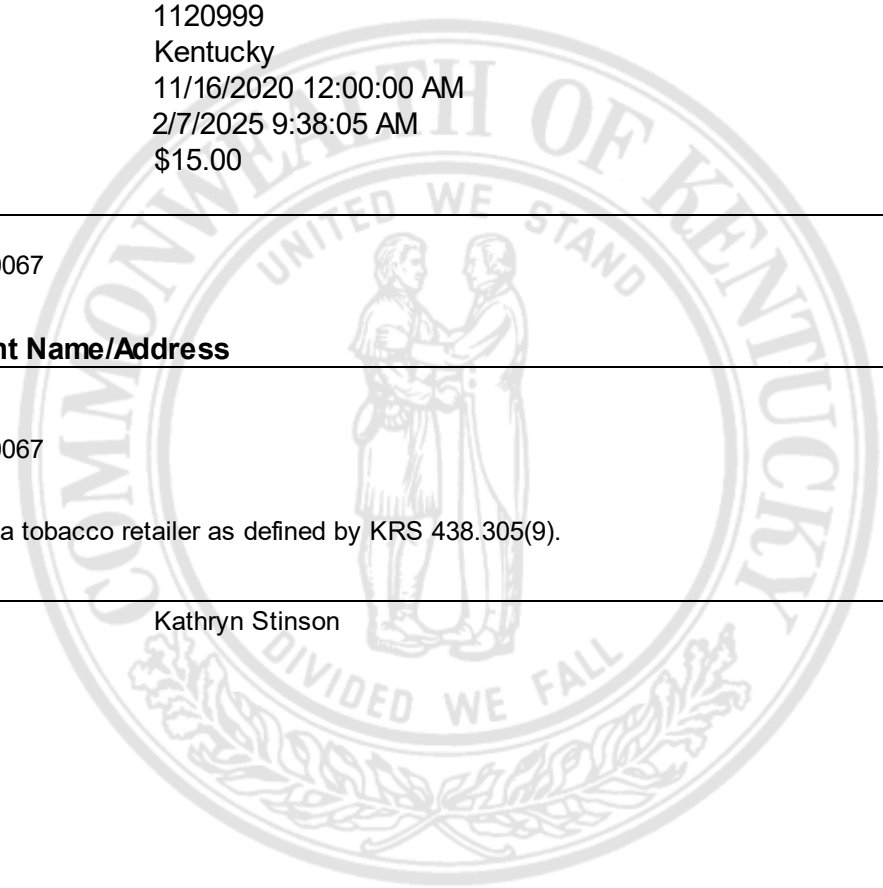 1120999
Kentucky
11/16/2020 12:00:00 AM
2/7/2025 9:38:05 AM
$15.00
0067
nt Name/Address
0067
a tobacco retailer as defined by KRS 438.305(9).
Kathryn Stinson
COMMONWEALTH OF KENTUCKY
UNITED WE STAND
DIVIDED WE FALL